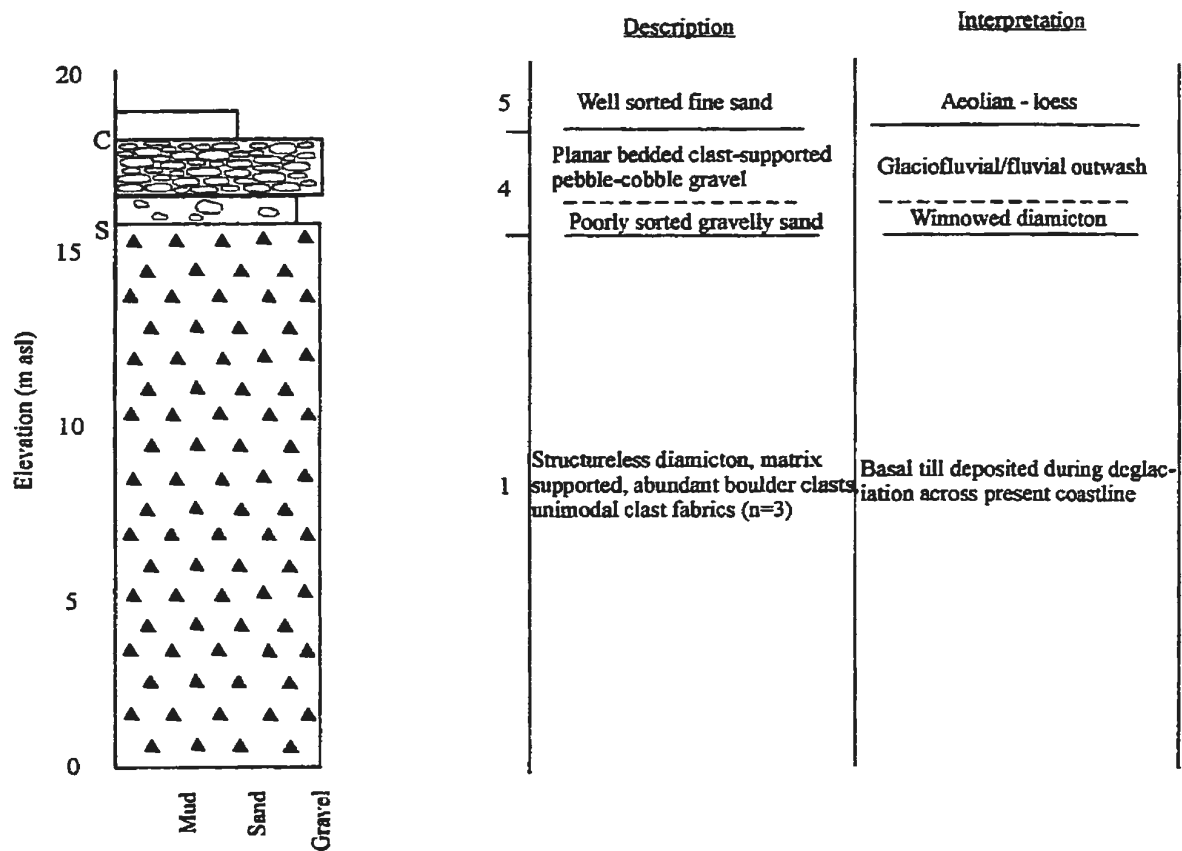 Description
Interpretation
20
5
Well sorted fine sand
Aeolian - loess
C
Planar bedded clast-supported
pebble-cobble gravel
4
Glaciofluvial/fluvial outwash
Poorly sorted gravelly sand
Winnowed diamicton
S
15
Elevation (m asl)
10
1
Structureless diamicton, matrix
supported, abundant boulder clasts,
unimodal clast fabrics (n=3)
Basal till deposited during deglac-
iation across present coastline
5
0
Mud
Sand
Gravel